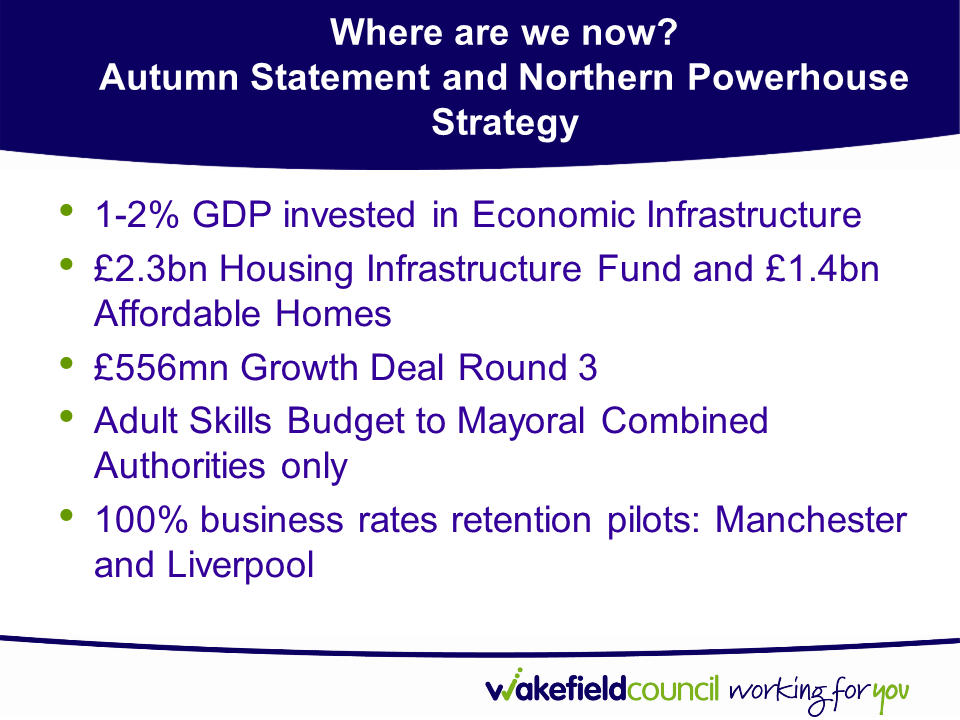 Where are we now?
Autumn Statement and Northern Powerhouse
Strategy
• 1-2% GDP invested in Economic Infrastructure
• £2.3bn Housing Infrastructure Fund and £1.4bn
Affordable Homes
• £556mn Growth Deal Round 3
• Adult Skills Budget to Mayoral Combined
Authorities only
• 100% business rates retention pilots: Manchester
and Liverpool
wakefieldcouncil working for you